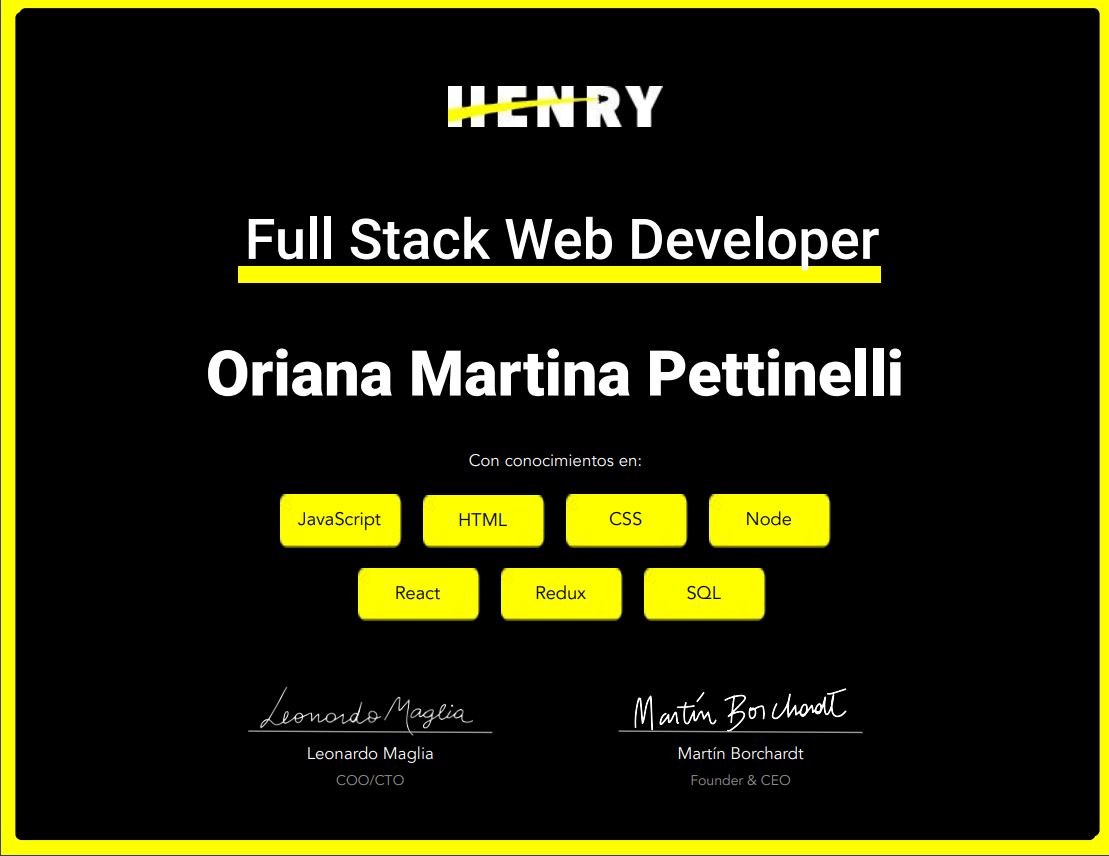 HENRY
Full Stack Web Developer
Oriana Martina Pettinelli
Con conocimientos en:
JavaScript HTML CSS Node
React Redux SQL
Leonardo Maglia Martín Borchardt
Leonardo Maglia Martín Borchardt
COO/CTO Founder & CEO